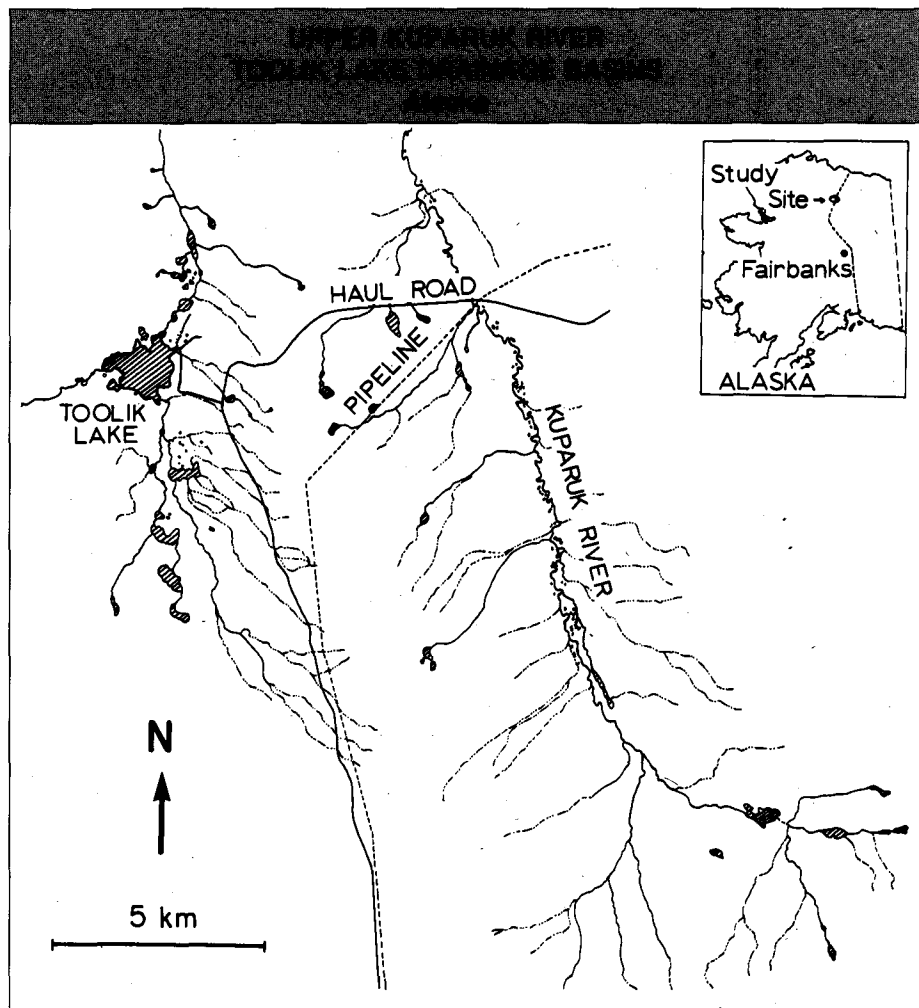 UPPER KUPARUK RIVER
TOOLIK LAKE DRAINAGE BASINS
Alaska
Study
Site
Fairbanks
ALASKA
HAUL ROAD
PIPELINE
TOOLIK
LAKE
KUPARUK RIVER
N
5 km